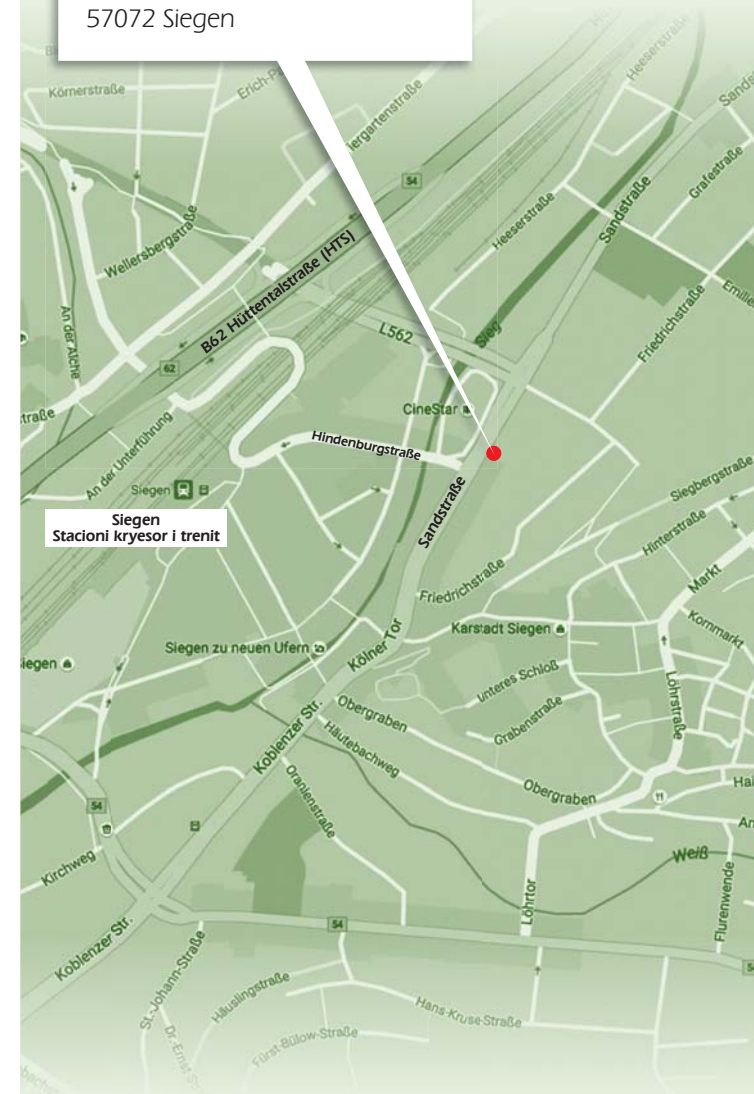 57072 Siegen
Körnerstraße
Heeserstraße
54
Grafestraße
Sandstraße
Wellersbergstraße
Heeserstraße
B62 Hüttentalstraße (HTS)
An der Alche
L562
Sieg
Friedrichstraße
62
CineStar
Hindenburgstraße
An der Unterführung
Siegen
Siegbergstraße
Sandstraße
Siegen
Stacioni kryesor i trenit
Hinterstraße
Markt
Friedrichstraße
Kornmarkt
Karstadt Siegen
Kölner Tor
Siegen zu neuen Ufern
Unteres Schloß
Löhrstraße
Obergraben
Grabenstraße
Koblenzer Str.
Häutebachweg
Oranienstraße
Obergraben
54
Weiß
Kirchweg
Löhrtor
Flurenwende
54
Koblenzer Str.
St.-Johann-Straße
Häuslingstraße
Hans-Kruse-Straße
Fürst-Bülow-Straße